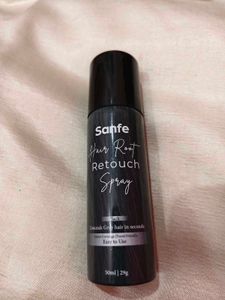 Sanfe
Hair Root
Retouch
Spray
Conceals Grey hair in seconds
Easy to Use
50ml | 29g